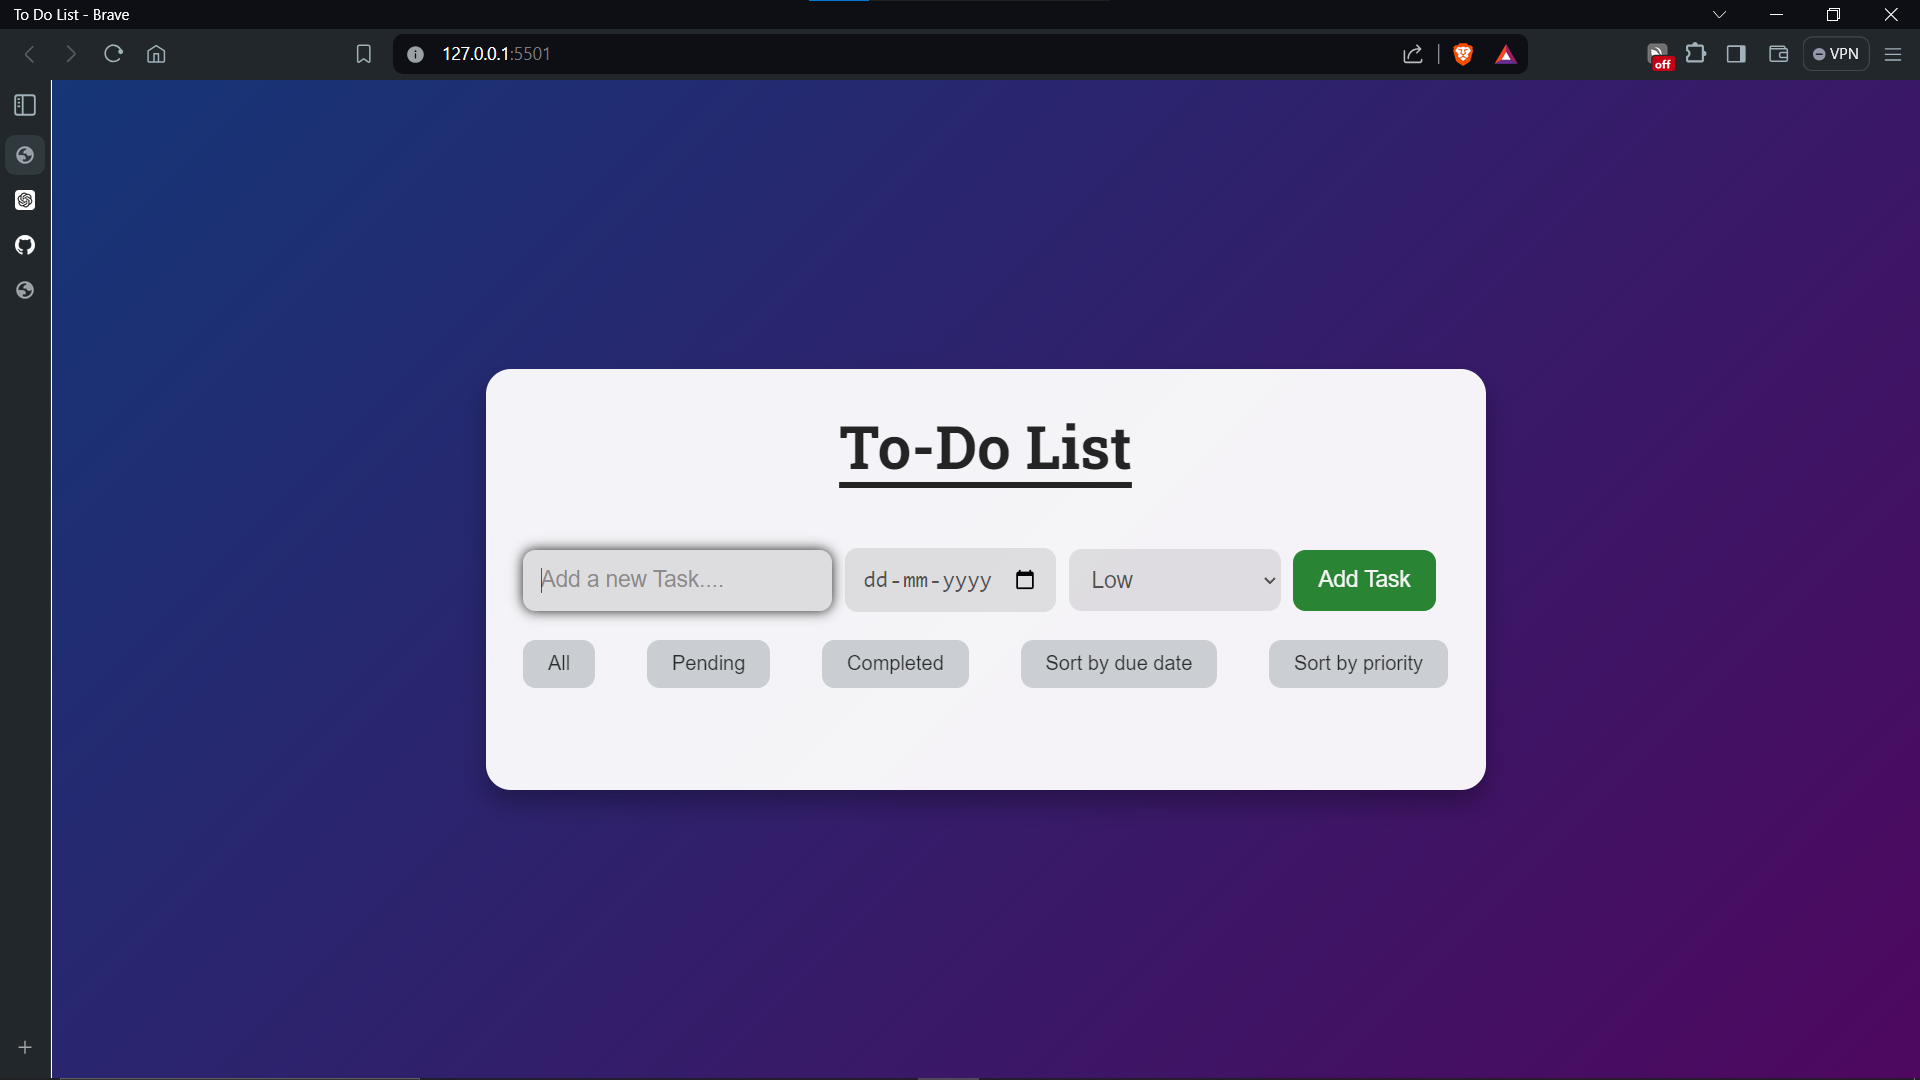 To Do List - Brave
127.0.0.1:5501
off
VPN
To-Do List
Add a new Task....
dd-mm-yyyy
Low
Add Task
All
Pending
Completed
Sort by due date
Sort by priority